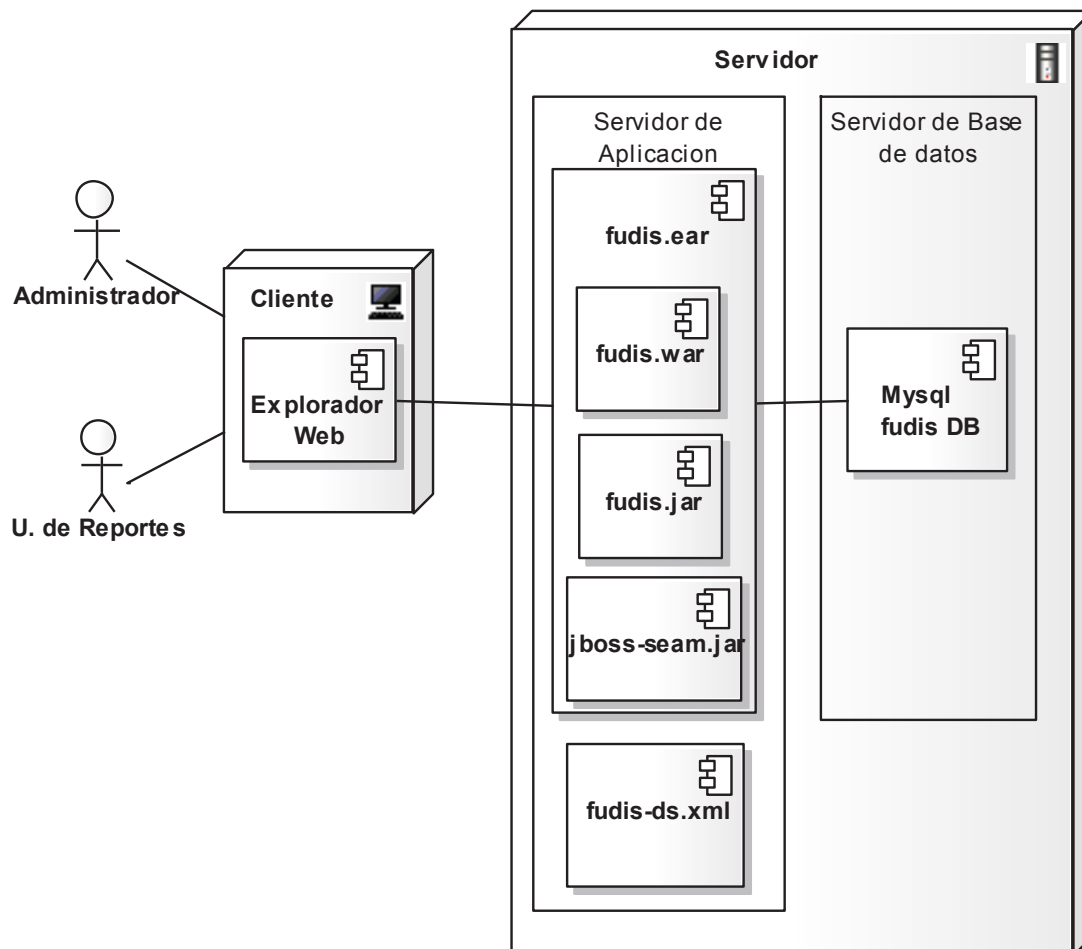 Servidor
Servidor de
Aplicacion
Servidor de Base
de datos
fudis.ear
Administrador
Cliente
fudis.war
Explorador
Web
Mysql
fudis DB
fudis.jar
U. de Reportes
jboss-seam.jar
fudis-ds.xml